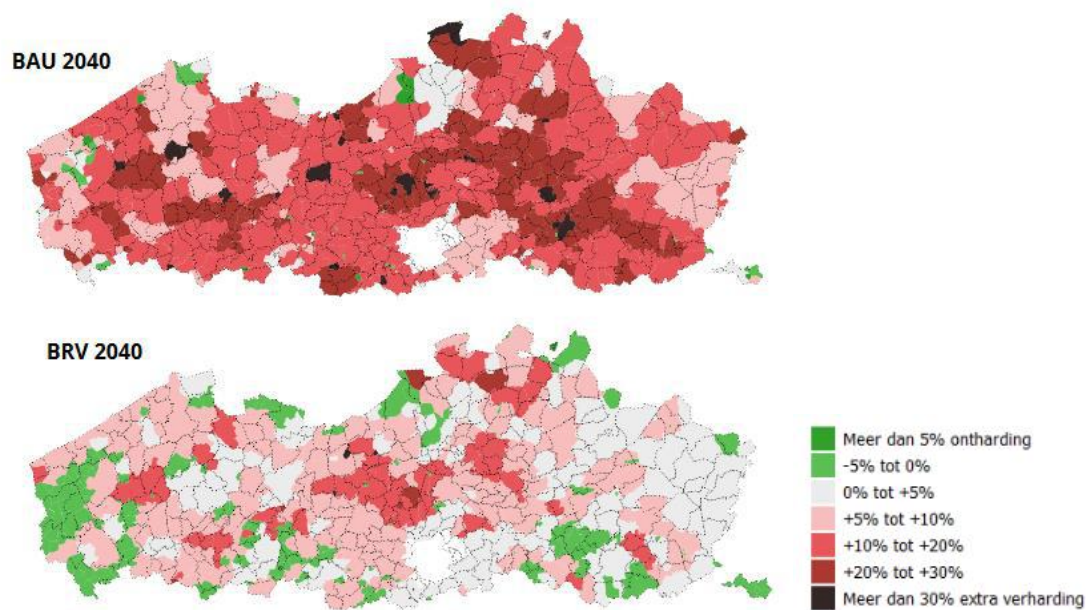 BAU 2040
BRV 2040
Meer dan 5% ontharding
-5% tot 0%
0% tot +5%
+5% tot +10%
+10% tot +20%
+20% tot +30%
Meer dan 30% extra verharding